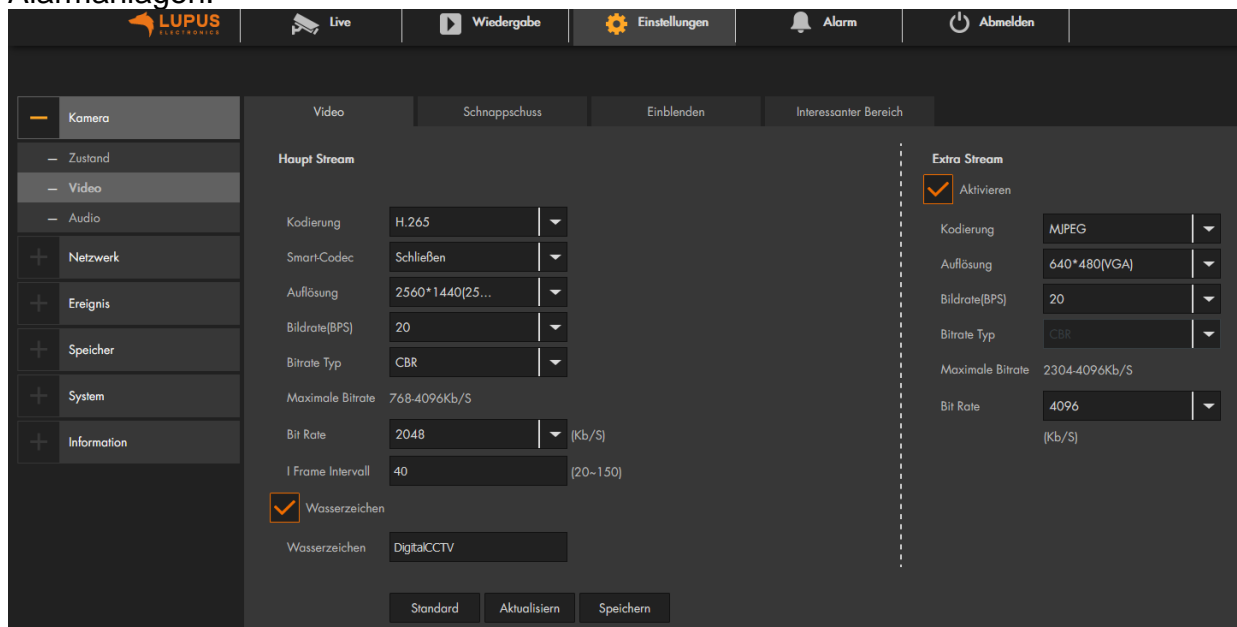 Alarmanlagen.
LUPUS
ELECTRONICS
Live
Wiedergabe
Einstellungen
Alarm
Abmelden
Kamera
Zustand
Video
Audio
Netzwerk
Ereignis
Speicher
System
Information
Video
Schnappschuss
Einblenden
Interessanter Bereich
Haupt Stream
Kodierung H.265
Smart-Codec Schließen
Auflösung 2560*1440(25...
Bildrate(BPS) 20
Bitrate Typ CBR
Maximale Bitrate 768-4096Kb/S
Bit Rate 2048 (Kb/S)
I Frame Intervall 40 (20~150)
Wasserzeichen
Wasserzeichen DigitalCCTV
Standard
Aktualisiern
Speichern
Extra Stream
Aktivieren
Kodierung MJPEG
Auflösung 640*480(VGA)
Bildrate(BPS) 20
Bitrate Typ CBR
Maximale Bitrate 2304-4096Kb/S
Bit Rate 4096
(Kb/S)